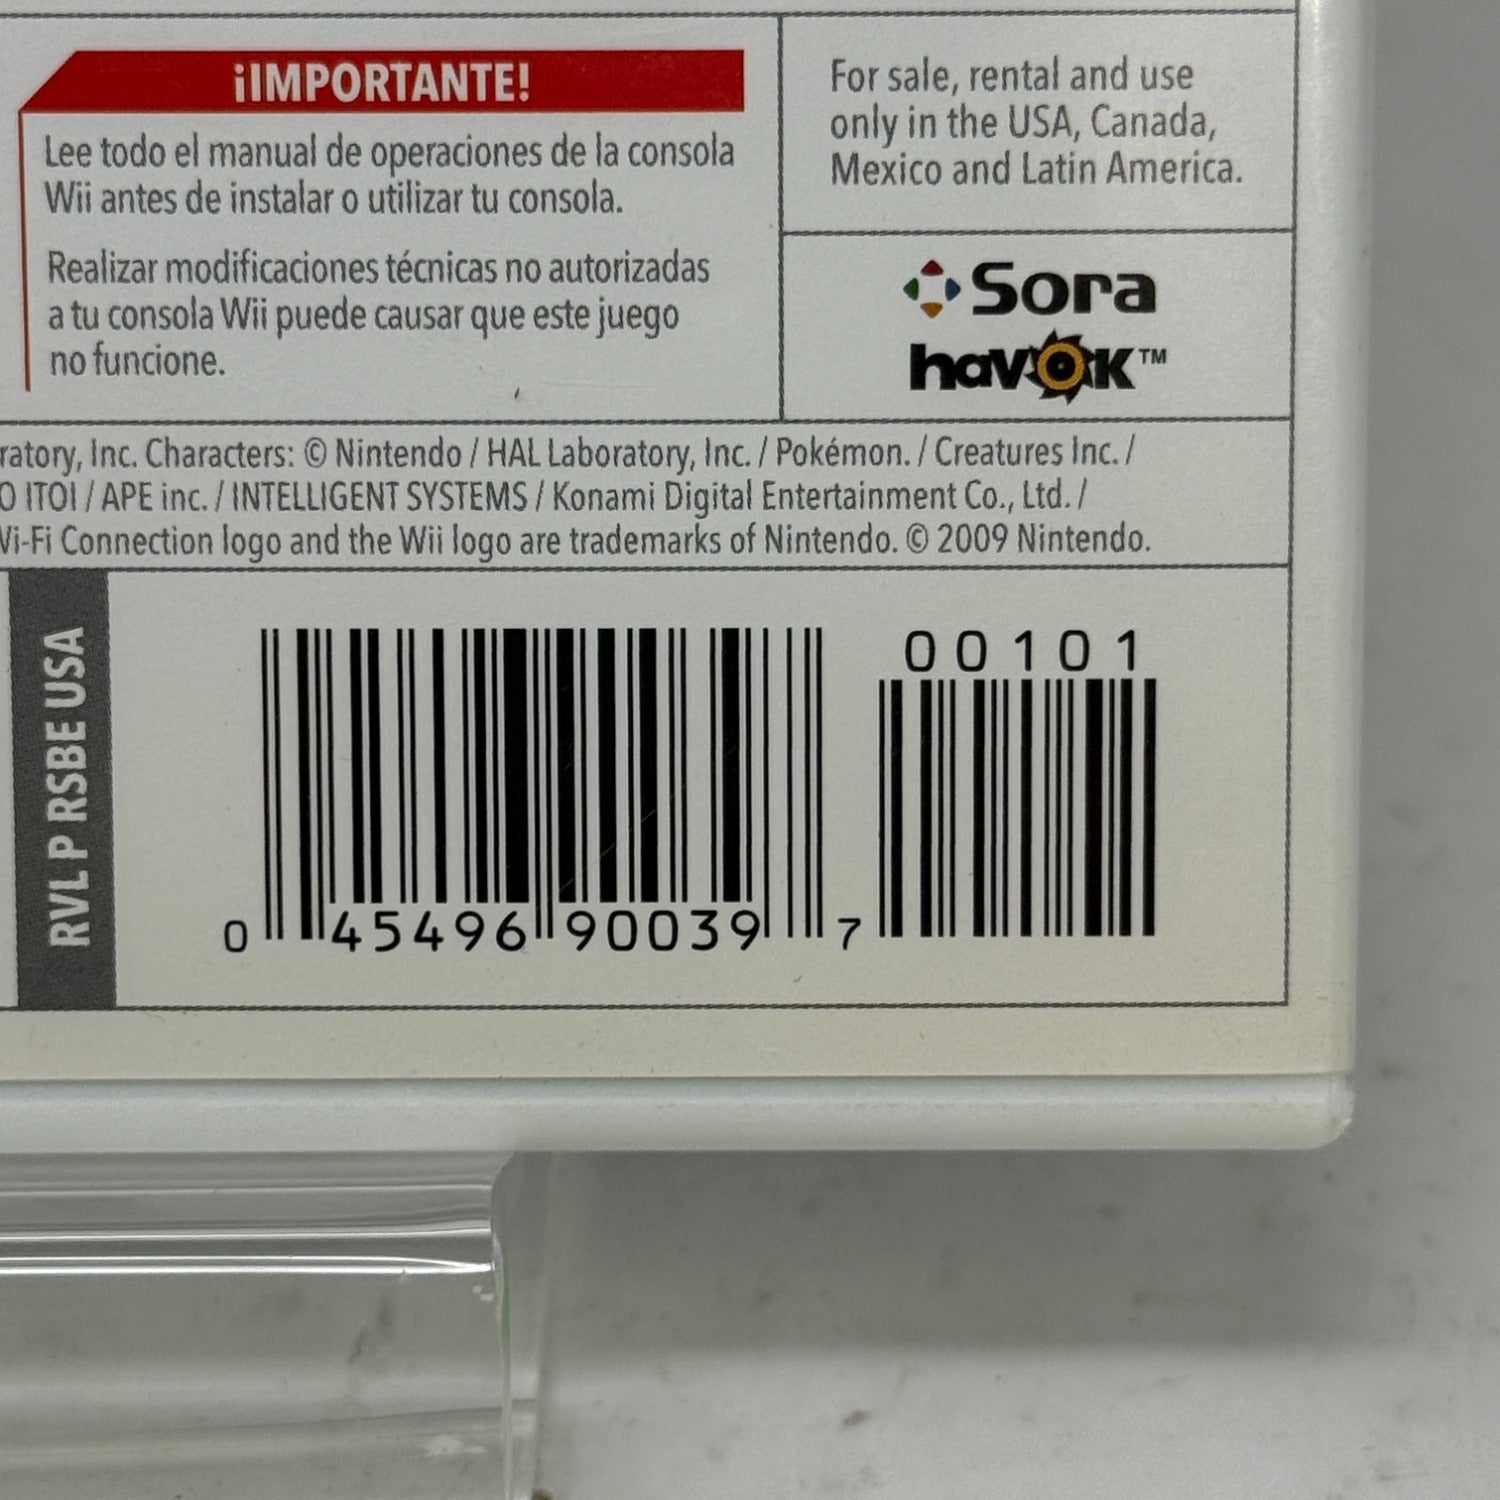 ¡IMPORTANTE!
Lee todo el manual de operaciones de la consola
Wii antes de instalar o utilizar tu consola.
Realizar modificaciones técnicas no autorizadas
a tu consola Wii puede causar que este juego
no funcione.
For sale, rental and use
only in the USA, Canada,
Mexico and Latin America.
Sora
havok™
ratory, Inc. Characters: © Nintendo / HAL Laboratory, Inc. / Pokémon. / Creatures Inc. /
O ITOI / APE inc. / INTELLIGENT SYSTEMS / Konami Digital Entertainment Co., Ltd. /
Wi-Fi Connection logo and the Wii logo are trademarks of Nintendo. © 2009 Nintendo.
RVL P RSBE USA
00101
0 45496 90039 7